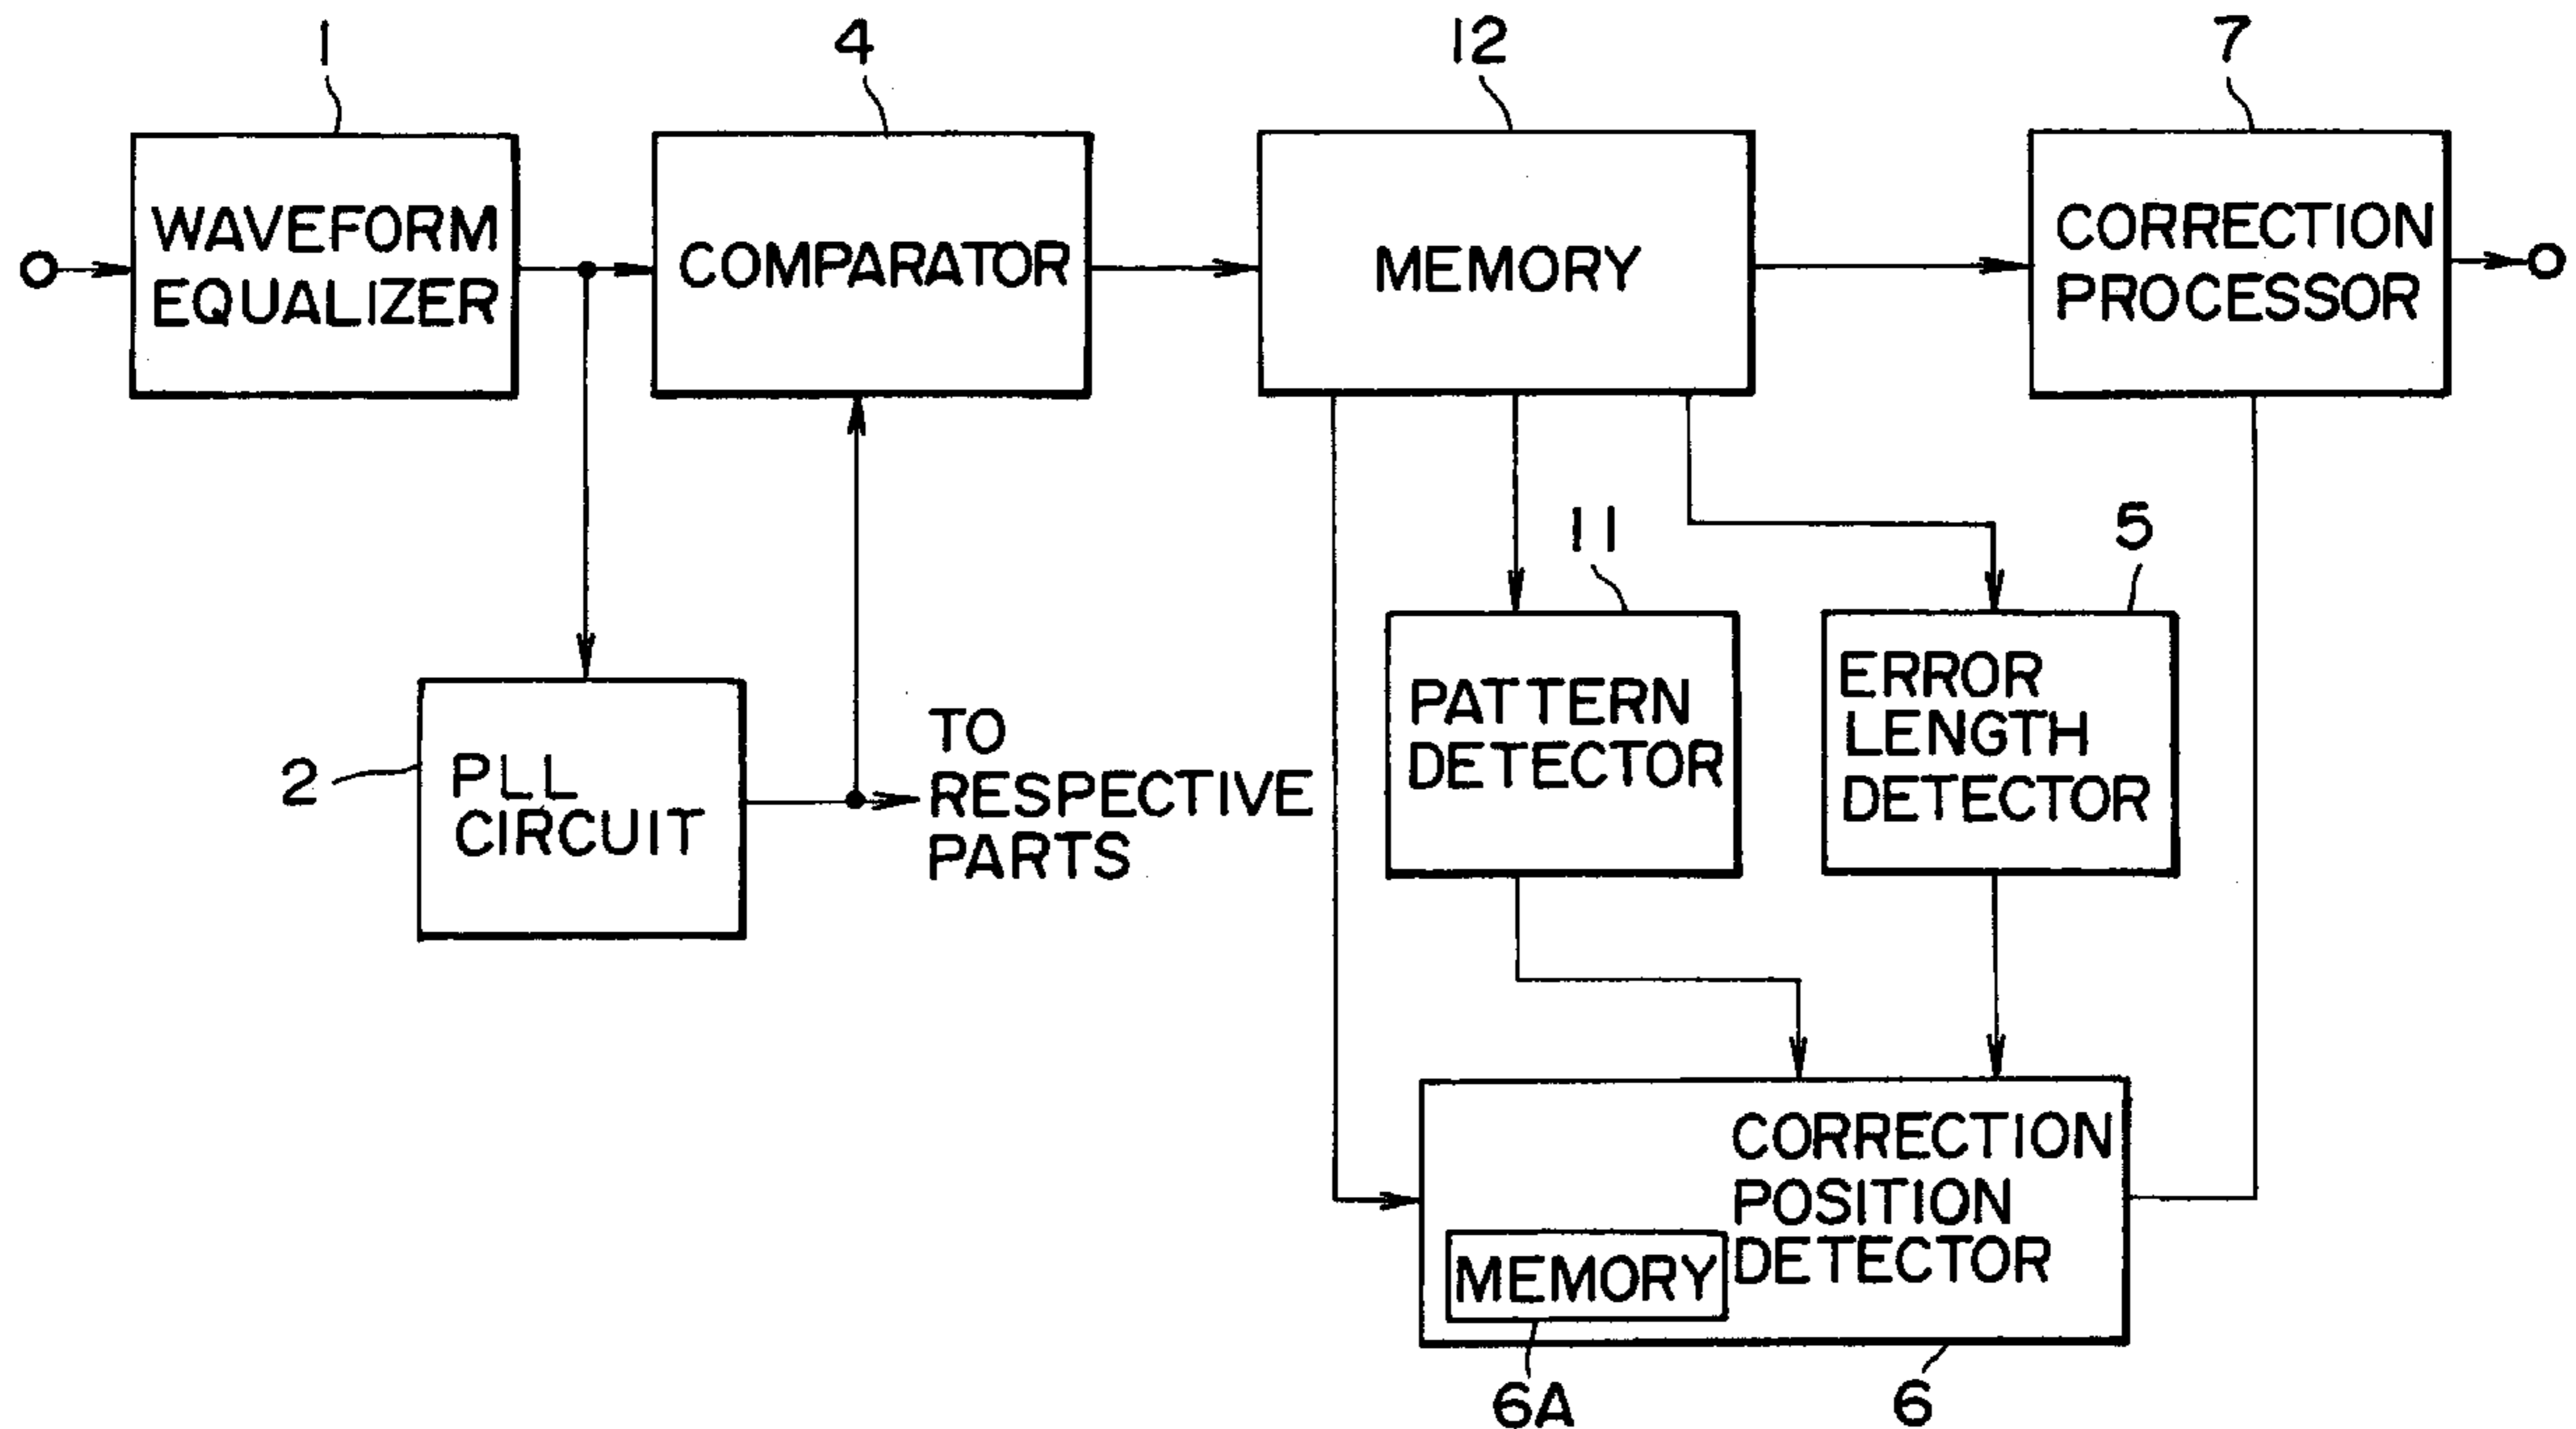 1
4
12
7
WAVEFORM
EQUALIZER
COMPARATOR
MEMORY
CORRECTION
PROCESSOR
11
5
2
PLL
CIRCUIT
TO
RESPECTIVE
PARTS
PATTERN
DETECTOR
ERROR
LENGTH
DETECTOR
CORRECTION
POSITION
DETECTOR
MEMORY
6A
6